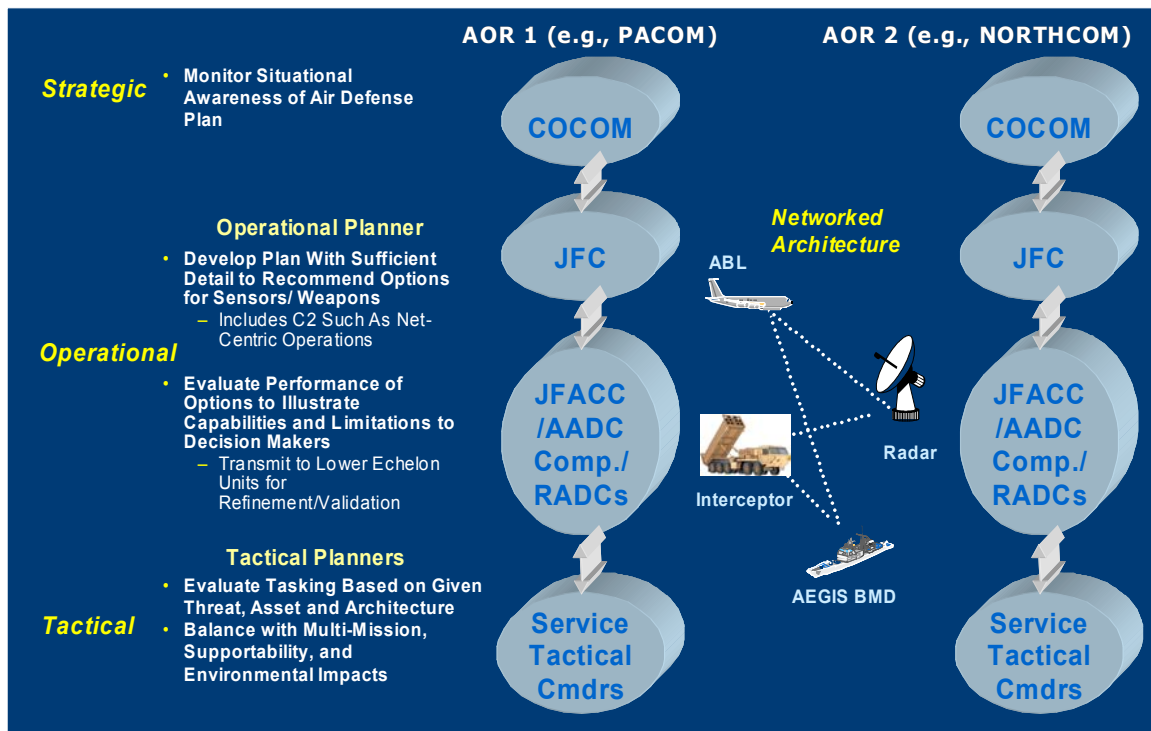 AOR 1 (e.g., PACOM)
AOR 2 (e.g., NORTHCOM)
Strategic
• Monitor Situational
Awareness of Air Defense
Plan
COCOM
COCOM
Operational Planner
• Develop Plan With Sufficient
Detail to Recommend Options
for Sensors/ Weapons
– Includes C2 Such As Net-
Centric Operations
Operational
• Evaluate Performance of
Options to Illustrate
Capabilities and Limitations to
Decision Makers
– Transmit to Lower Echelon
Units for
Refinement/Validation
JFC
Networked
Architecture
JFC
ABL
Radar
Interceptor
AEGIS BMD
JFACC
/AADC
Comp./
RADCs
JFACC
/AADC
Comp./
RADCs
Tactical Planners
• Evaluate Tasking Based on Given
Threat, Asset and Architecture
Tactical
• Balance with Multi-Mission,
Supportability, and
Environmental Impacts
Service
Tactical
Cmdrs
Service
Tactical
Cmdrs